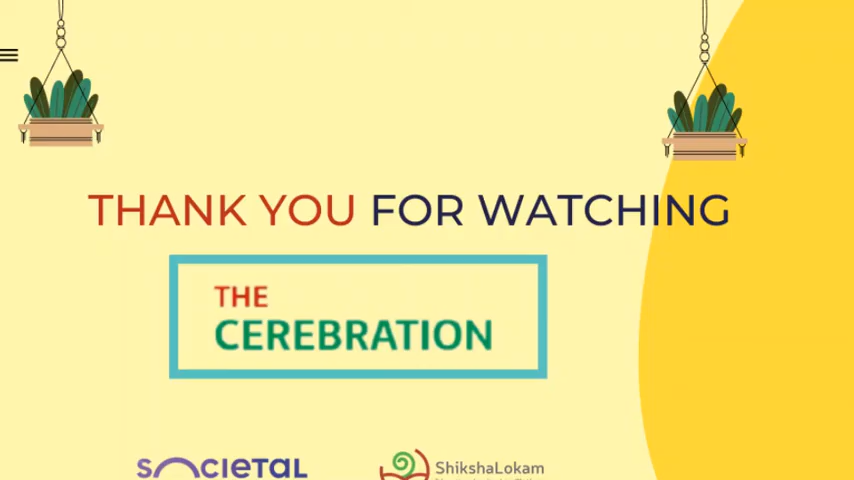 THANK YOU FOR WATCHING
THE
CEREBRATION
SOCIETAL
ShikshaLokam